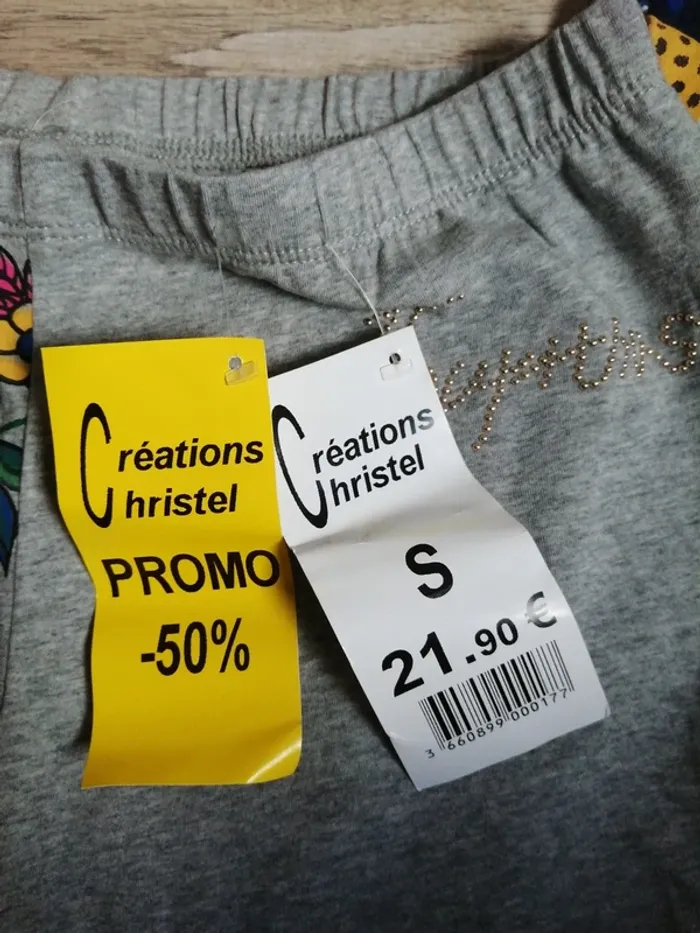 Créations
Christel
PROMO
-50%
Créations
Christel
S
21.90 €
3 660899 000177